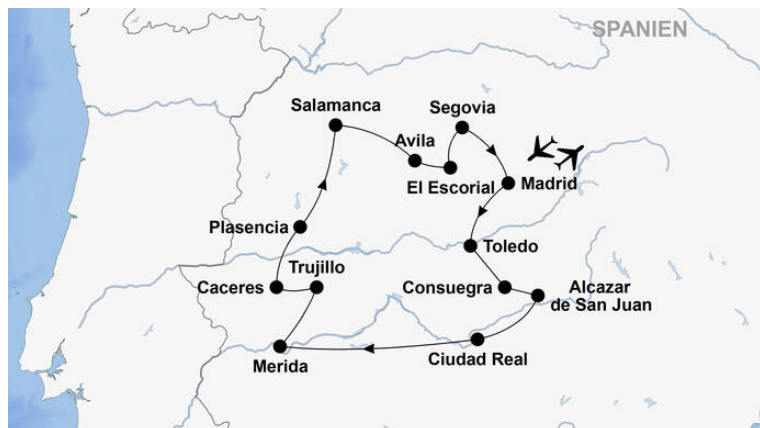 SPANIEN
Salamanca
Segovia
Avila
El Escorial
Madrid
Plasencia
Toledo
Trujillo
Caceres
Consuegra
Alcazar
de San Juan
Merida
Ciudad Real